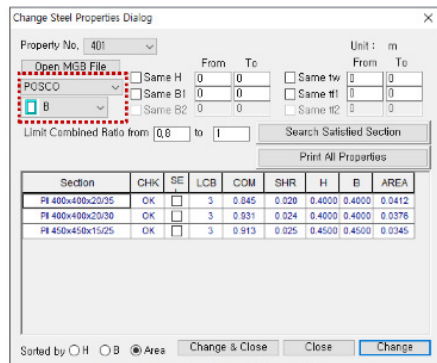 Change Steel Properties Dialog
Property No, 401 Unit : m
Open MGB File From To From To
POSCO Same H 0 0 Same tw 0 0
B Same B1 0 0 Same tf1 0 0
Same B2 0 0 Same tf2 0 0
Limit Combined Ratio from 0,8 to 1 Search Satisfied Section
Print All Properties
Section CHK SE LCB COM SHR H B AREA
PII 400x400x20/35 OK 3 0.845 0.020 0.4000 0.4000 0.0412
PII 400x400x20/30 OK 3 0.931 0.024 0.4000 0.4000 0.0376
PII 450x450x15/25 OK 3 0.913 0.025 0.4500 0.4500 0.0345
Sorted by H B Area Change & Close Close Change